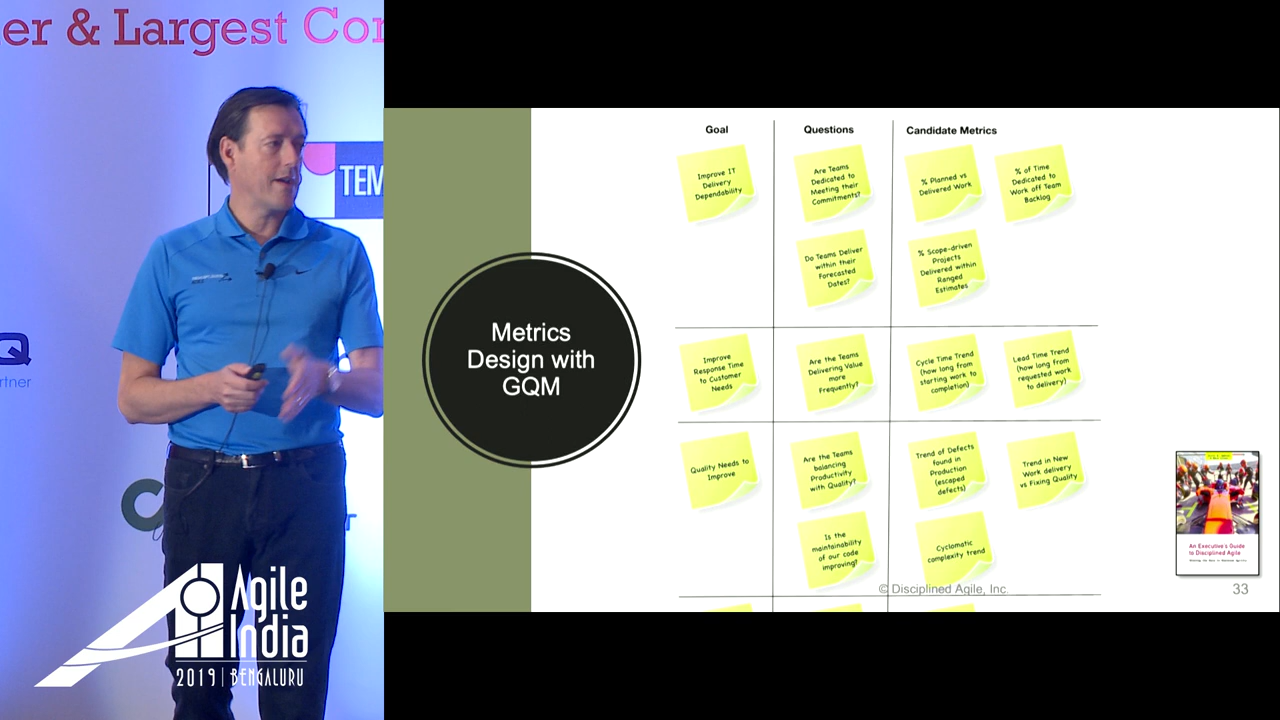 er & Largest Con
TEM
Q
rtner
r
Agile
India
2019 | BENGALURU
Metrics
Design with
GQM
Goal
Questions
Candidate Metrics
Improve IT
Delivery
Dependability
Are Teams
Dedicated to
Meeting their
Commitments?
% Planned vs
Delivered Work
% of Time
Dedicated to
Work off Team
Backlog
Do Teams Deliver
within their
Forecasted
Dates?
% Scope-driven
Projects
Delivered within
Ranged
Estimates
Improve
Response Time
to Customer
Needs
Are the Teams
Delivering Value
more
Frequently?
Cycle Time Trend
(how long from
starting work to
completion)
Lead Time Trend
(how long from
requested work
to delivery)
Quality Needs to
Improve
Are the Teams
balancing
Productivity
with Quality?
Trend of Defects
found in
Production
(escaped
defects)
Trend in New
Work delivery
vs Fixing Quality
Is the
maintainability
of our code
improving?
Cyclomatic
complexity trend
An Executive's Guide
to Disciplined Agile
© Disciplined Agile, Inc.
33